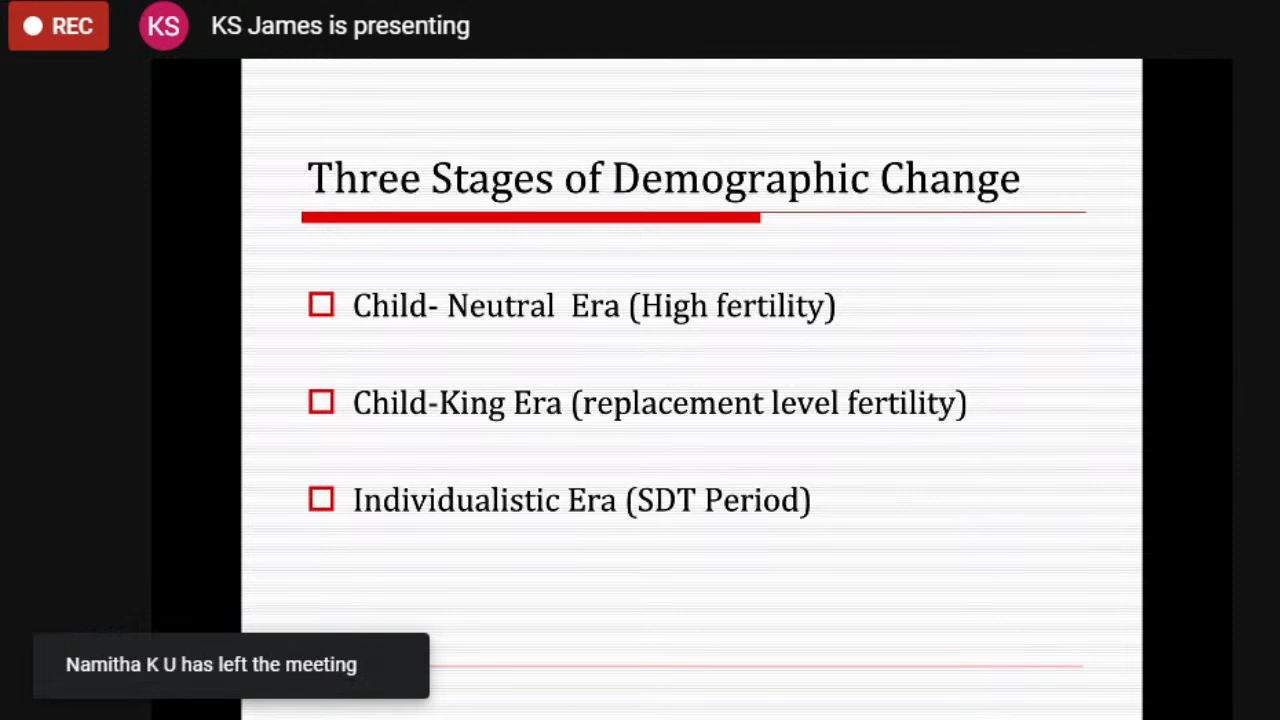 REC
KS
KS James is presenting
Three Stages of Demographic Change
Child- Neutral  Era (High fertility)
Child-King Era (replacement level fertility)
Individualistic Era (SDT Period)
Namitha K U has left the meeting